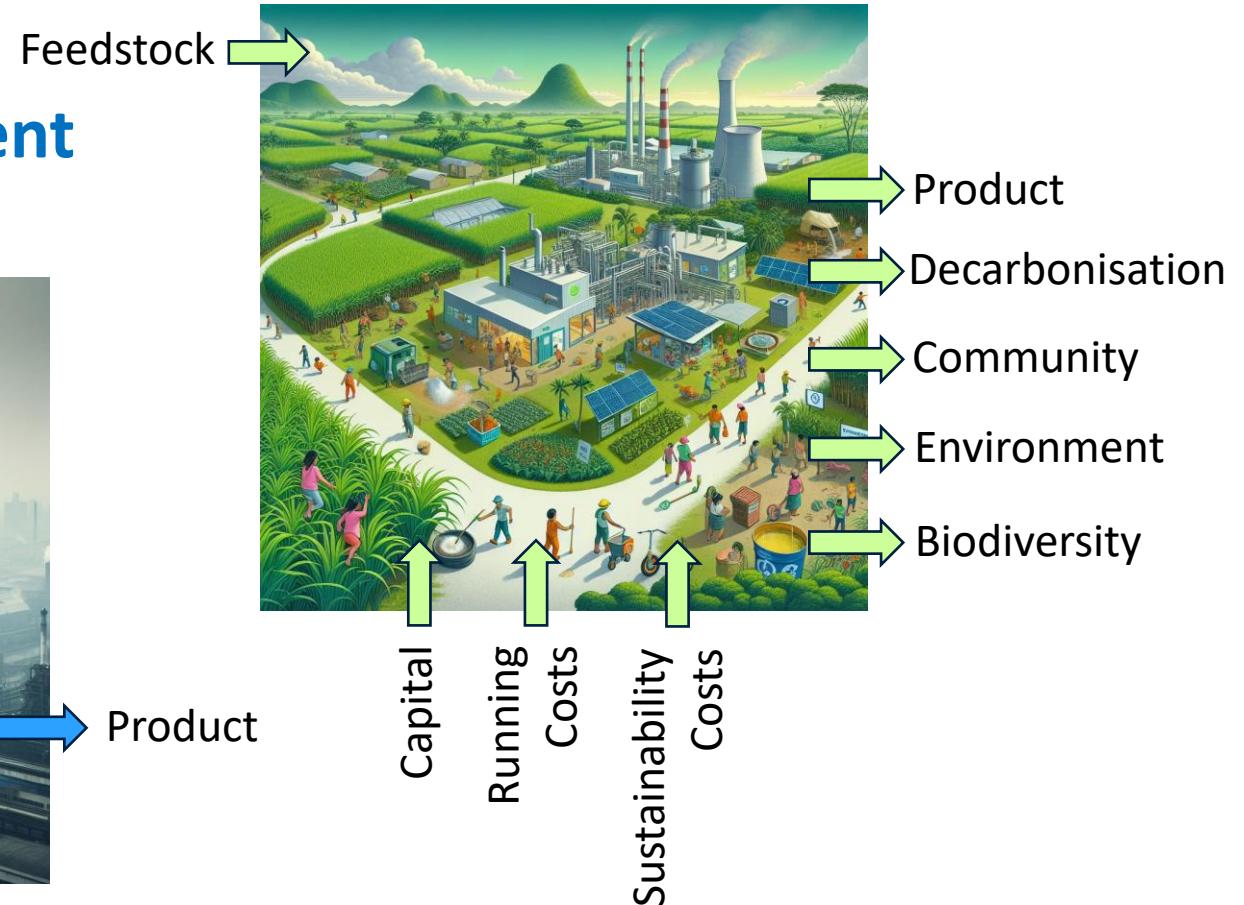 Feedstock
ent
Product
Decarbonisation
Community
Environment
Biodiversity
Product
Capital
Running
Costs
Sustainability
Costs